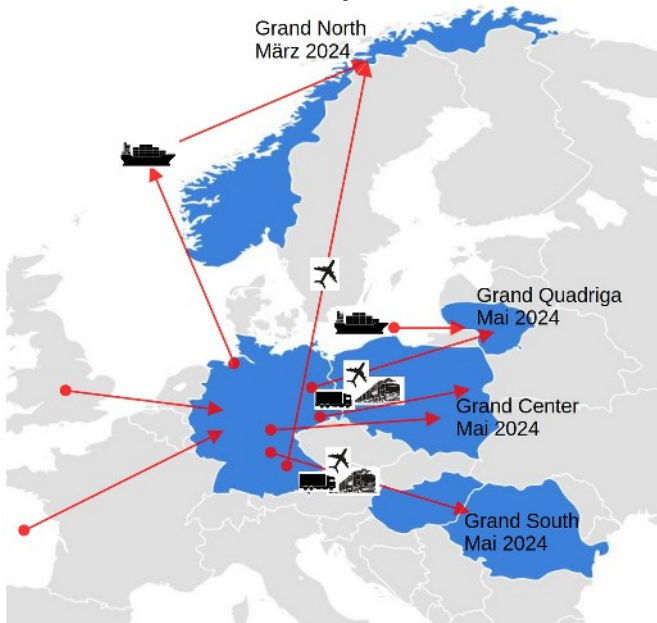 Grand North
März 2024
Grand Quadriga
Mai 2024
Grand Center
Mai 2024
Grand South
Mai 2024